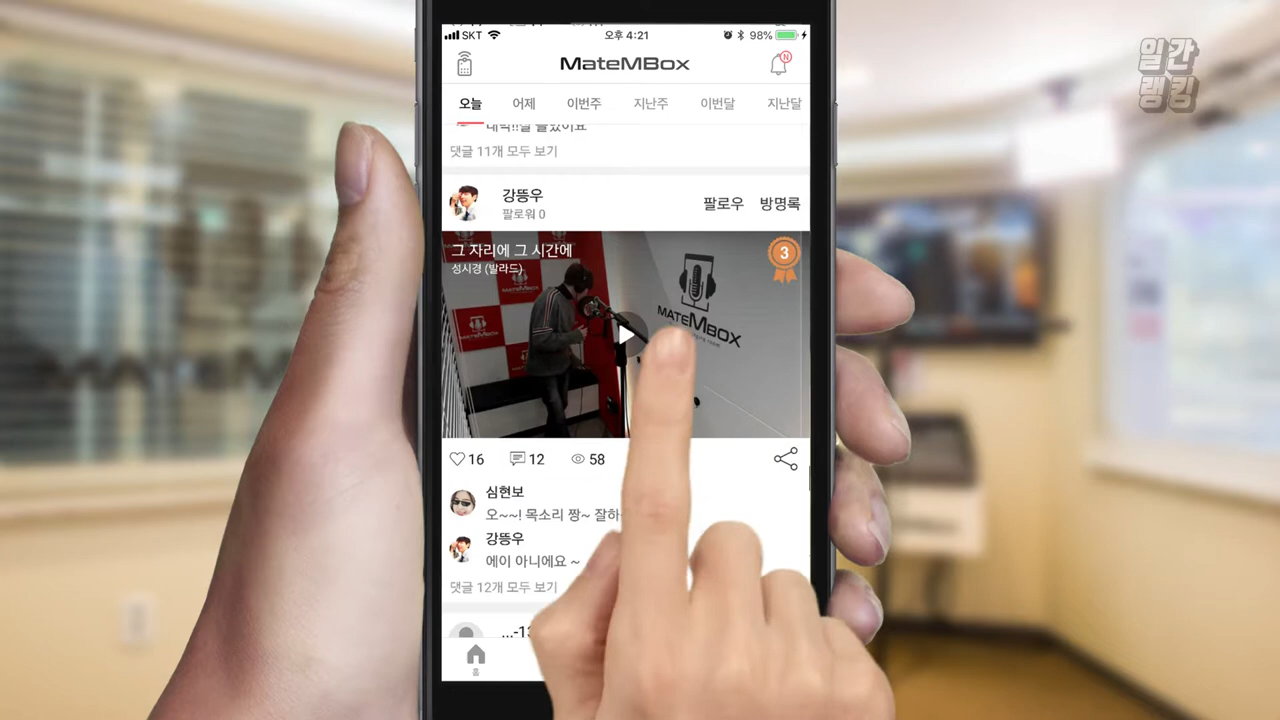 SKT
오후 4:21
98%
MateMBox
N
일간
랭킹
오늘
어제
이번주
지난주
이번달
지난달
댓글 11개 모두 보기
강뚱우
팔로워 0
팔로우
방명록
그 자리에 그 시간에
성시경 (발라드)
3
MATEMBOX
16
12
58
심현보
오~~! 목소리 짱~ 잘하
강뚱우
에이 아니에요 ~
댓글 12개 모두 보기
...-13
홈